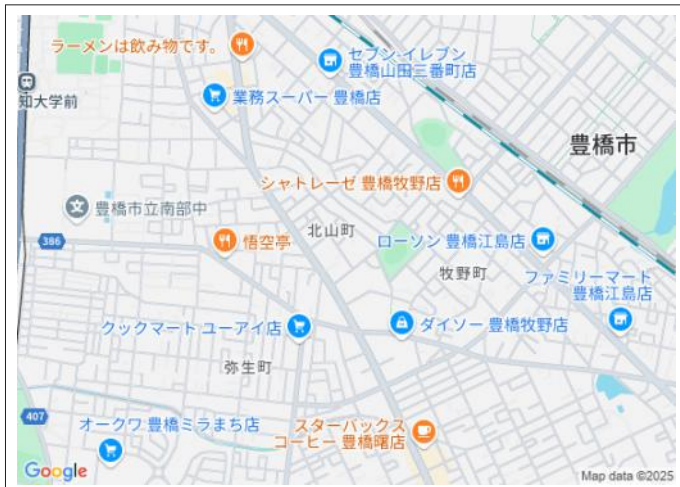 ラーメンは飲み物です。
セブン-イレブン
豊橋山田三番町店
知大学前
業務スーパー 豊橋店
豊橋市
シャトレーゼ 豊橋牧野店
豊橋市立南部中
北山町
386
悟空亭
ローソン 豊橋江島店
牧野町
ファミリーマート
豊橋江島店
クックマート ユーアイ店
ダイソー 豊橋牧野店
弥生町
407
オークワ 豊橋ミラまち店
スターバックス
コーヒー 豊橋曙店
Google
Map data ©2025